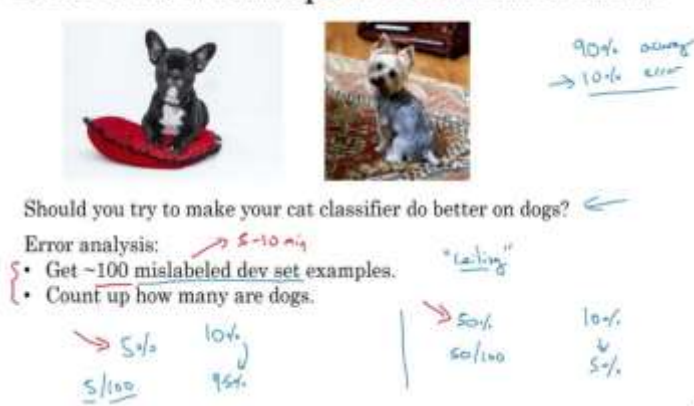 90% accuracy
→ 10% error
Should you try to make your cat classifier do better on dogs? ←
Error analysis:
→ 5-10 min
• Get ~100 mislabeled dev set examples.
• Count up how many are dogs.
"ceiling"
→ 5%
5/100
10%
↓
9.5%
→ 50%
50/100
10%
↓
5%